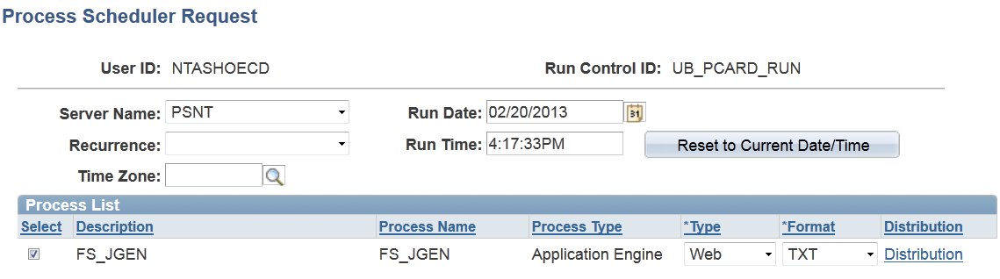 Process Scheduler Request
User ID: NTASHOECD Run Control ID: UB_PCARD_RUN
Server Name: PSNT Run Date: 02/20/2013 31
Recurrence: Run Time: 4:17:33PM Reset to Current Date/Time
Time Zone:
Process List
Select Description Process Name Process Type *Type *Format Distribution
FS_JGEN FS_JGEN Application Engine Web TXT Distribution